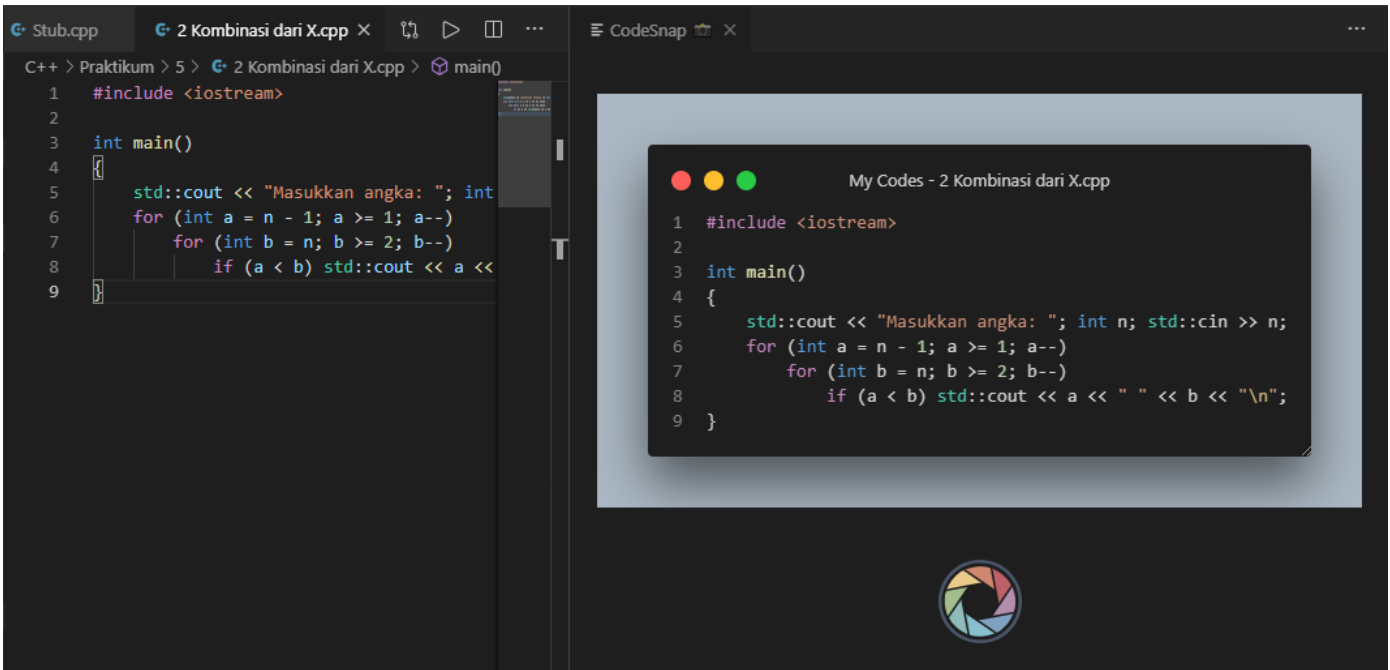 Stub.cpp 2 Kombinasi dari X.cpp
C++ > Praktikum > 5 > 2 Kombinasi dari X.cpp > main()
1 #include <iostream>
2
3 int main()
4 {
5 std::cout << "Masukkan angka: "; int
6 for (int a = n - 1; a >= 1; a--)
7 for (int b = n; b >= 2; b--)
8 if (a < b) std::cout << a <<
9 }
CodeSnap
My Codes - 2 Kombinasi dari X.cpp
1 #include <iostream>
2
3 int main()
4 {
5 std::cout << "Masukkan angka: "; int n; std::cin >> n;
6 for (int a = n - 1; a >= 1; a--)
7 for (int b = n; b >= 2; b--)
8 if (a < b) std::cout << a << " " << b << "\n";
9 }